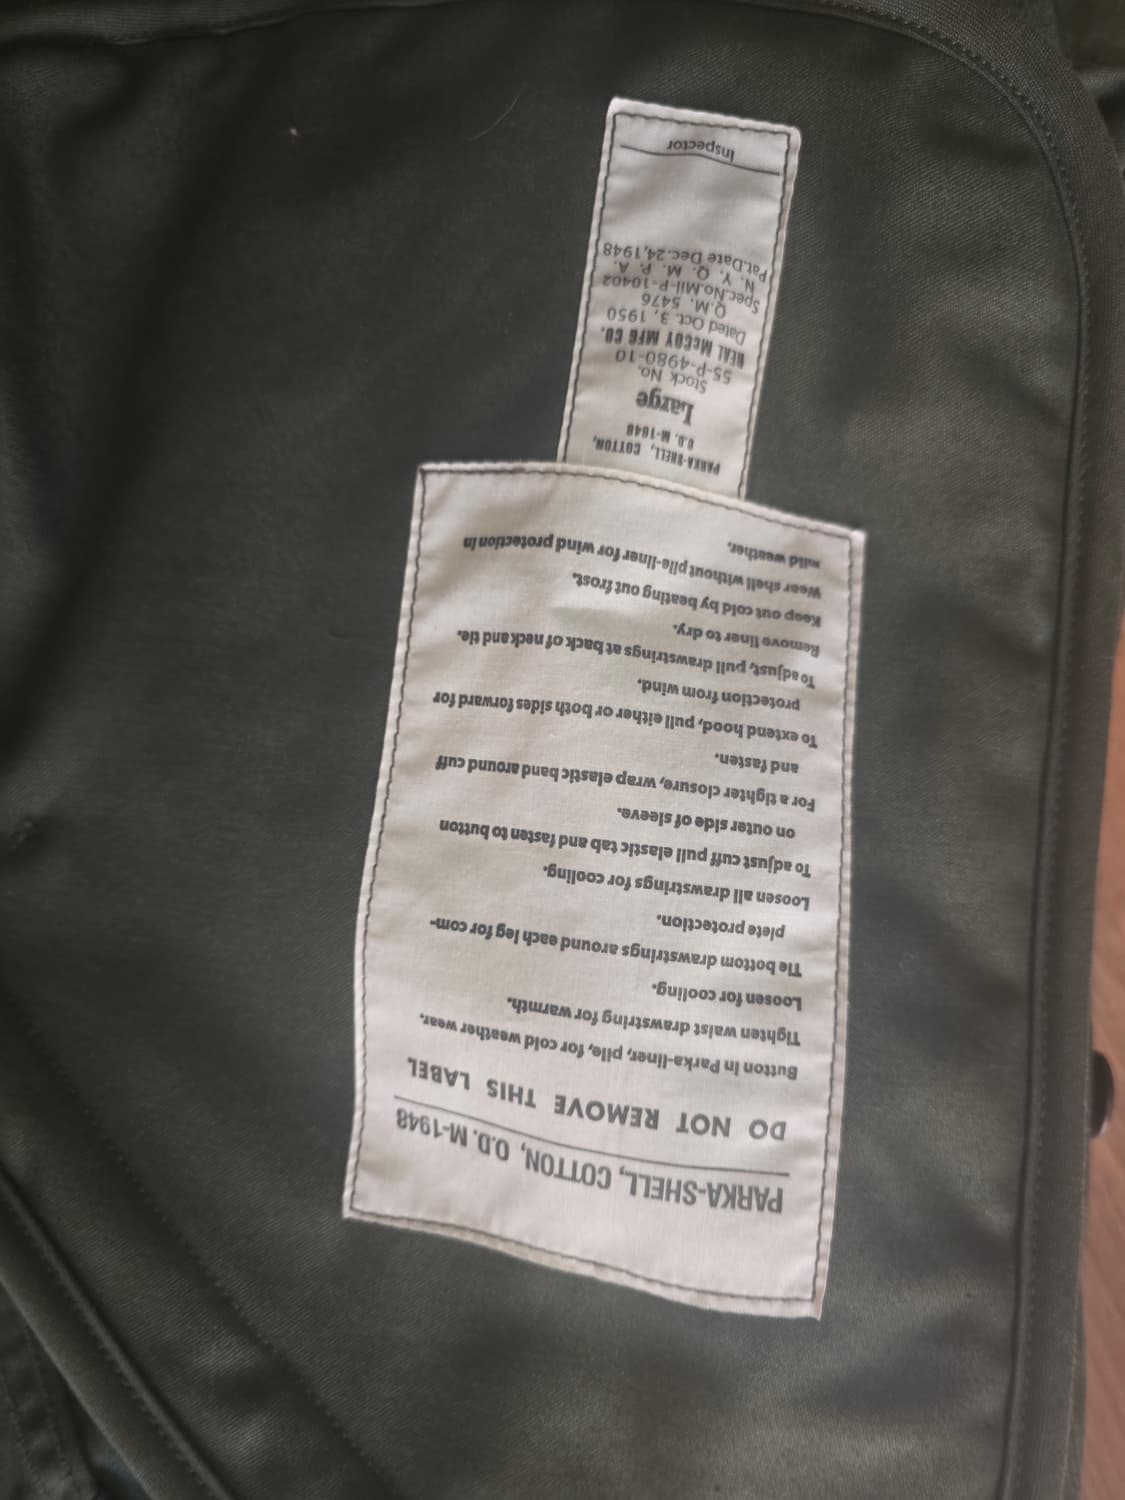 PARKA-SHELL, COTTON, O.D. M-1948
DO NOT REMOVE THIS LABEL
Button in Parka-liner, pile, for cold weather wear.
Tighten waist drawstring for warmth.
Loosen for cooling.
Tie bottom drawstrings around each leg for com-
plete protection.
Loosen all drawstrings for cooling.
To adjust cuff pull elastic tab and fasten to button
on outer side of sleeve.
For a tighter closure, wrap elastic band around cuff
and fasten.
To extend hood, pull either or both sides forward for
protection from wind.
To adjust, pull drawstrings at back of neck and tie.
Remove liner to dry.
Keep out cold by beating out frost.
Wear shell without pile-liner for wind protection in
mild weather.
PARKA-SHELL, COTTON,
O.D. M-1948
Large
Stock No.
55-P-4980-10
REAL McCOY MFG CO.
Dated Oct. 3, 1950
Q.M. 5476
Spec.No.Mil-P-10402
N. Y. Q. M. P. A.
Pat.Date Dec.24,1948
Inspector